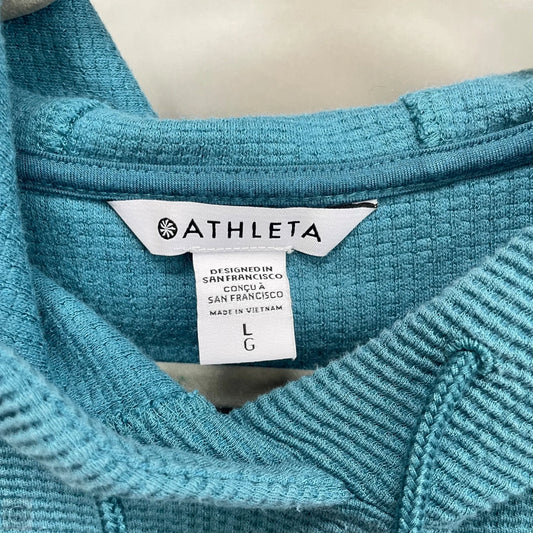 ATHLETA
DESIGNED IN
SAN FRANCISCO
CONÇU À
SAN FRANCISCO
MADE IN VIETNAM
L
G